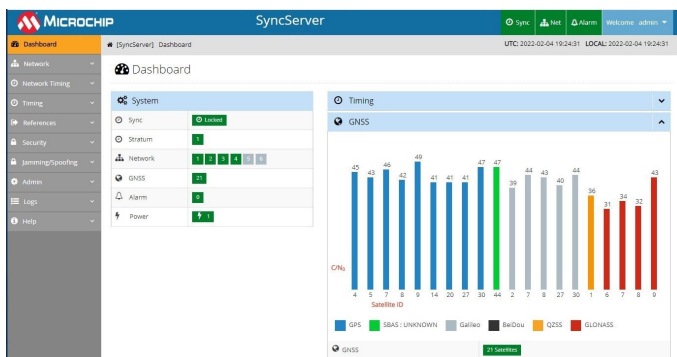 MICROCHIP
SyncServer
Sync
Net
Alarm
Welcome admin
Dashboard
[SyncServer] Dashboard
UTC: 2022-02-04 19:24:31 LOCAL: 2022-02-04 19:24:31
Network
Network Timing
Timing
References
Security
Jamming/Spoofing
Admin
Logs
Help
Dashboard
System
Sync Locked
Stratum 1
Network 1 2 3 4 5 6
GNSS 21
Alarm 0
Power 1
Timing
GNSS
45 43 46 42 49 41 41 41 47 47 39 44 43 40 44 36 31 34 32 43
C/N0
4 5 7 8 9 14 20 27 30 44 2 7 8 27 30 1 6 7 8 9
Satellite ID
GPS SBAS : UNKNOWN Galileo BeiDou QZSS GLONASS
GNSS 21 Satellites